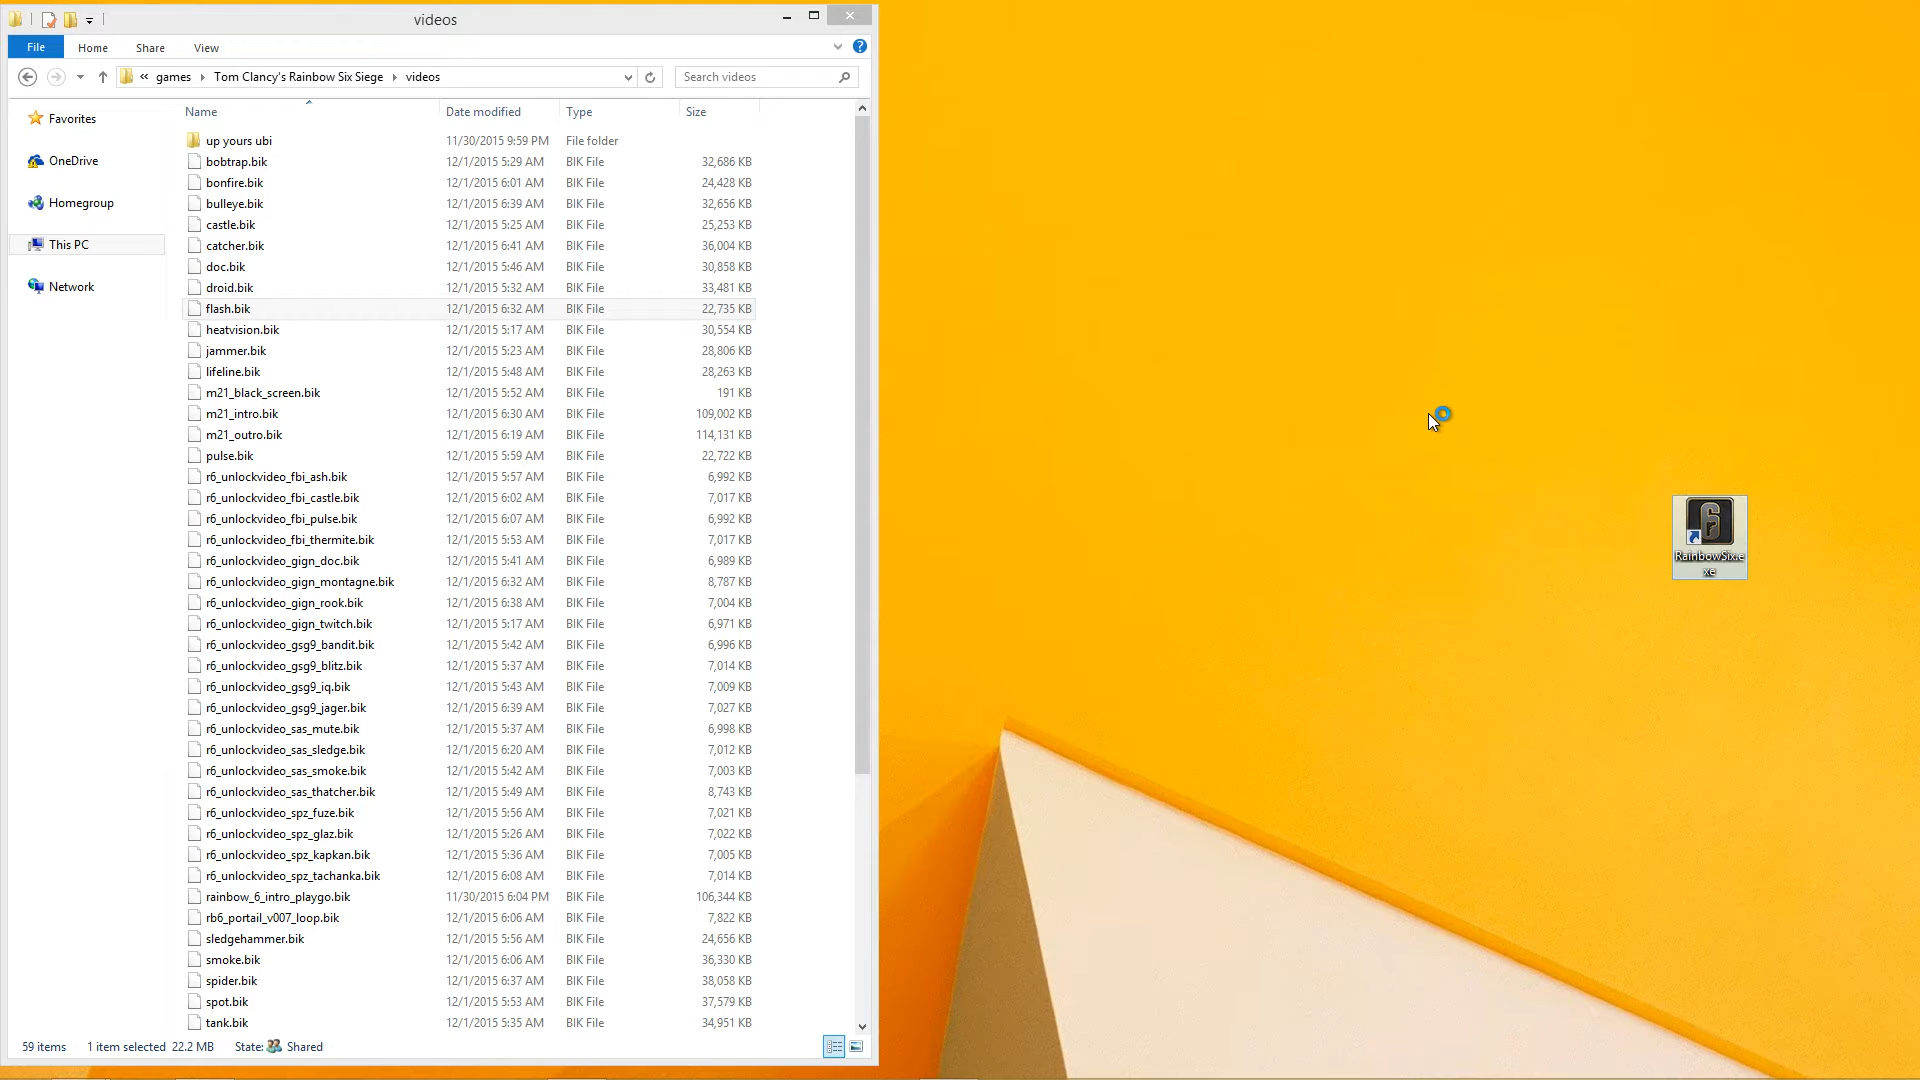 videos
File Home Share View
« games › Tom Clancy's Rainbow Six Siege › videos
Search videos
Favorites
OneDrive
Homegroup
This PC
Network
Name Date modified Type Size
up yours ubi 11/30/2015 9:59 PM File folder
bobtrap.bik 12/1/2015 5:29 AM BIK File 32,686 KB
bonfire.bik 12/1/2015 6:01 AM BIK File 24,428 KB
bulleye.bik 12/1/2015 6:39 AM BIK File 32,656 KB
castle.bik 12/1/2015 5:25 AM BIK File 25,253 KB
catcher.bik 12/1/2015 6:41 AM BIK File 36,004 KB
doc.bik 12/1/2015 5:46 AM BIK File 30,858 KB
droid.bik 12/1/2015 5:32 AM BIK File 33,481 KB
flash.bik 12/1/2015 6:32 AM BIK File 22,735 KB
heatvision.bik 12/1/2015 5:17 AM BIK File 30,554 KB
jammer.bik 12/1/2015 5:23 AM BIK File 28,806 KB
lifeline.bik 12/1/2015 5:48 AM BIK File 28,263 KB
m21_black_screen.bik 12/1/2015 5:52 AM BIK File 191 KB
m21_intro.bik 12/1/2015 6:30 AM BIK File 109,002 KB
m21_outro.bik 12/1/2015 6:19 AM BIK File 114,131 KB
pulse.bik 12/1/2015 5:59 AM BIK File 22,722 KB
r6_unlockvideo_fbi_ash.bik 12/1/2015 5:57 AM BIK File 6,992 KB
r6_unlockvideo_fbi_castle.bik 12/1/2015 6:02 AM BIK File 7,017 KB
r6_unlockvideo_fbi_pulse.bik 12/1/2015 6:07 AM BIK File 6,992 KB
r6_unlockvideo_fbi_thermite.bik 12/1/2015 5:53 AM BIK File 7,017 KB
r6_unlockvideo_gign_doc.bik 12/1/2015 5:41 AM BIK File 6,989 KB
r6_unlockvideo_gign_montagne.bik 12/1/2015 6:32 AM BIK File 8,787 KB
r6_unlockvideo_gign_rook.bik 12/1/2015 6:38 AM BIK File 7,004 KB
r6_unlockvideo_gign_twitch.bik 12/1/2015 5:17 AM BIK File 6,971 KB
r6_unlockvideo_gsg9_bandit.bik 12/1/2015 5:42 AM BIK File 6,996 KB
r6_unlockvideo_gsg9_blitz.bik 12/1/2015 5:37 AM BIK File 7,014 KB
r6_unlockvideo_gsg9_iq.bik 12/1/2015 5:43 AM BIK File 7,009 KB
r6_unlockvideo_gsg9_jager.bik 12/1/2015 6:39 AM BIK File 7,027 KB
r6_unlockvideo_sas_mute.bik 12/1/2015 5:37 AM BIK File 6,998 KB
r6_unlockvideo_sas_sledge.bik 12/1/2015 6:20 AM BIK File 7,012 KB
r6_unlockvideo_sas_smoke.bik 12/1/2015 5:42 AM BIK File 7,003 KB
r6_unlockvideo_sas_thatcher.bik 12/1/2015 5:49 AM BIK File 8,743 KB
r6_unlockvideo_spz_fuze.bik 12/1/2015 5:56 AM BIK File 7,021 KB
r6_unlockvideo_spz_glaz.bik 12/1/2015 5:26 AM BIK File 7,022 KB
r6_unlockvideo_spz_kapkan.bik 12/1/2015 5:36 AM BIK File 7,005 KB
r6_unlockvideo_spz_tachanka.bik 12/1/2015 6:08 AM BIK File 7,014 KB
rainbow_6_intro_playgo.bik 11/30/2015 6:04 PM BIK File 106,344 KB
rb6_portail_v007_loop.bik 12/1/2015 6:06 AM BIK File 7,822 KB
sledgehammer.bik 12/1/2015 5:56 AM BIK File 24,656 KB
smoke.bik 12/1/2015 6:06 AM BIK File 36,330 KB
spider.bik 12/1/2015 6:37 AM BIK File 38,058 KB
spot.bik 12/1/2015 5:53 AM BIK File 37,579 KB
tank.bik 12/1/2015 5:35 AM BIK File 34,951 KB
59 items 1 item selected 22.2 MB State: Shared
6
RainbowSix.e
xe